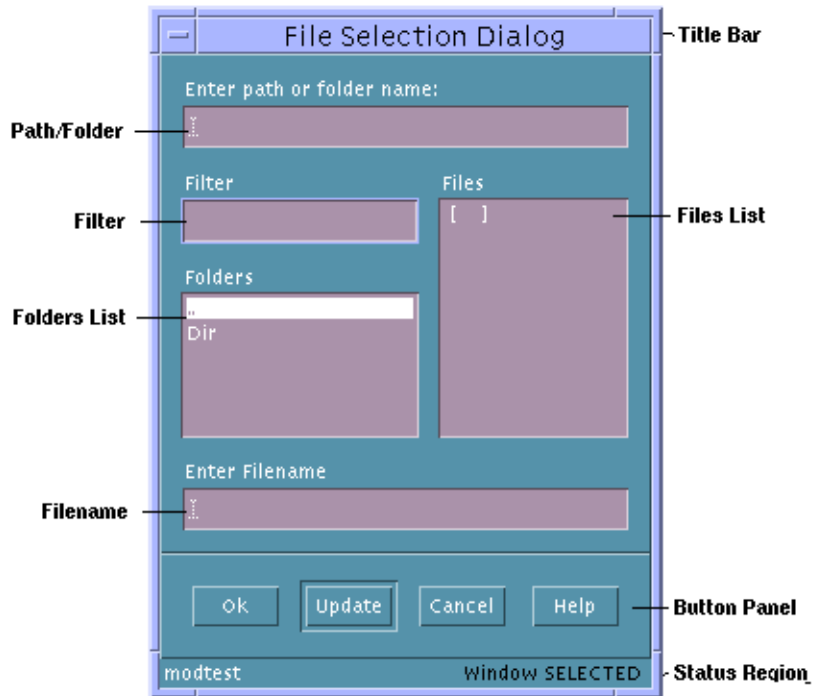 File Selection Dialog
Title Bar
Enter path or folder name:
Path/Folder
Filter
Files
Filter
[ ]
Files List
Folders
Folders List
..
Dir
Enter Filename
Filename
Ok
Update
Cancel
Help
Button Panel
modtest
Window SELECTED
Status Region